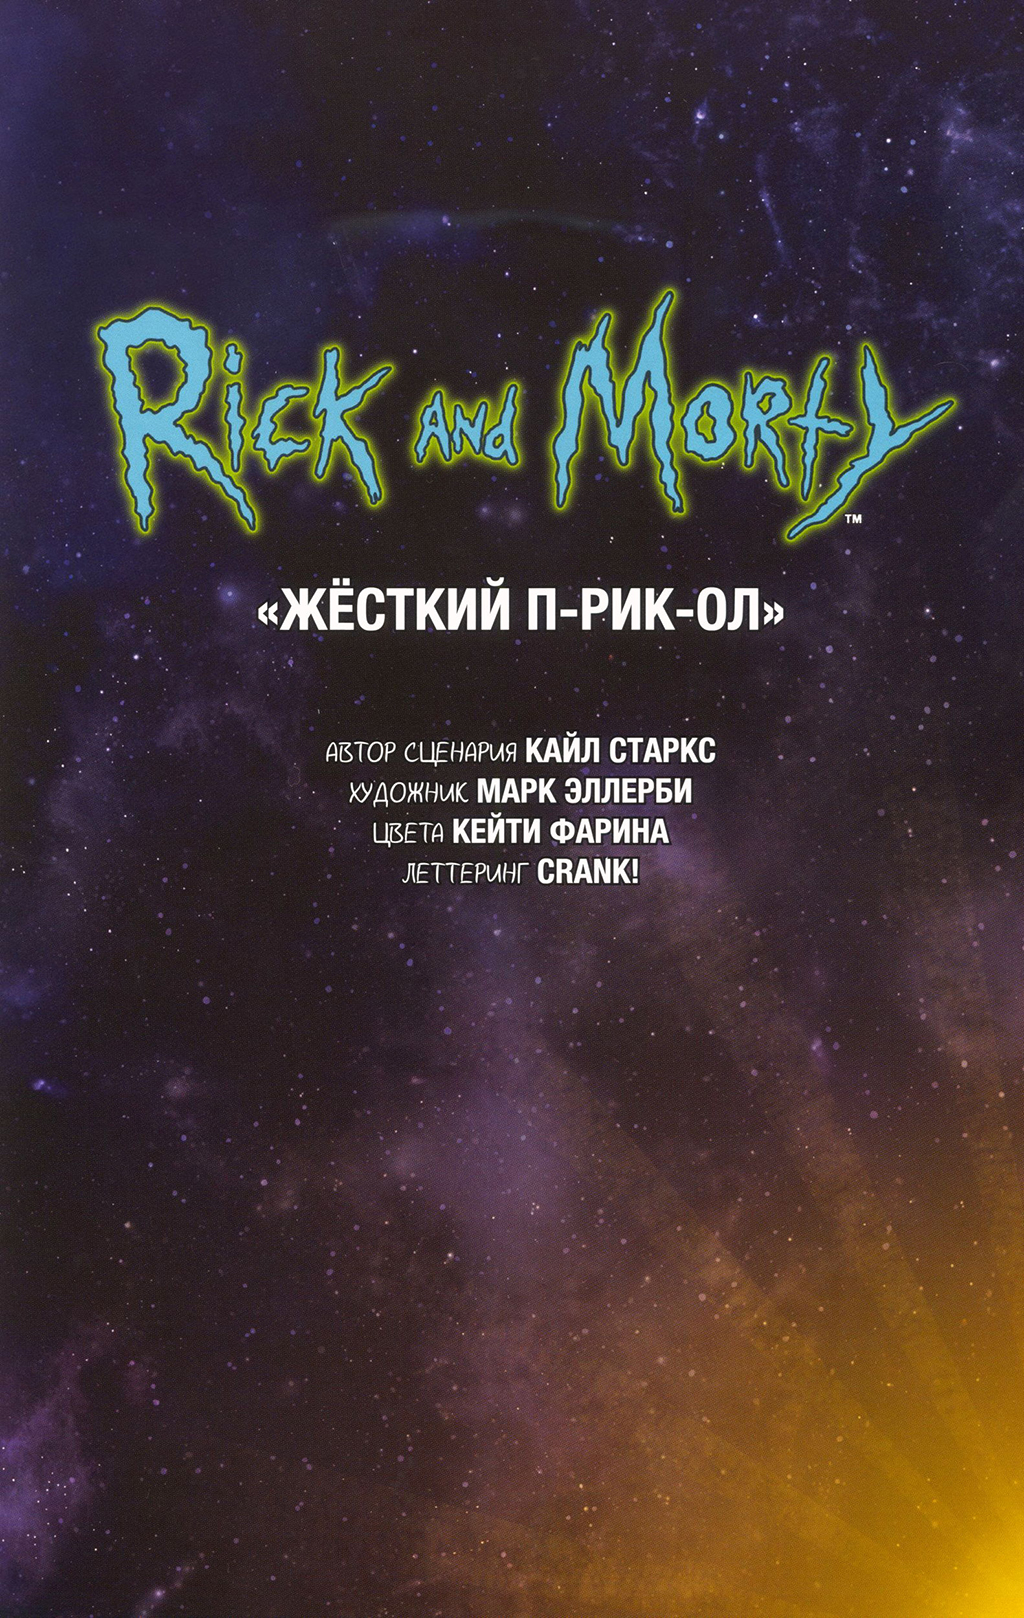 Rick and Morty™
«ЖЁСТКИЙ П-РИК-ОЛ»
АВТОР СЦЕНАРИЯ КАЙЛ СТАРКС
ХУДОЖНИК МАРК ЭЛЛЕРБИ
ЦВЕТА КЕЙТИ ФАРИНА
ЛЕТТЕРИНГ CRANK!